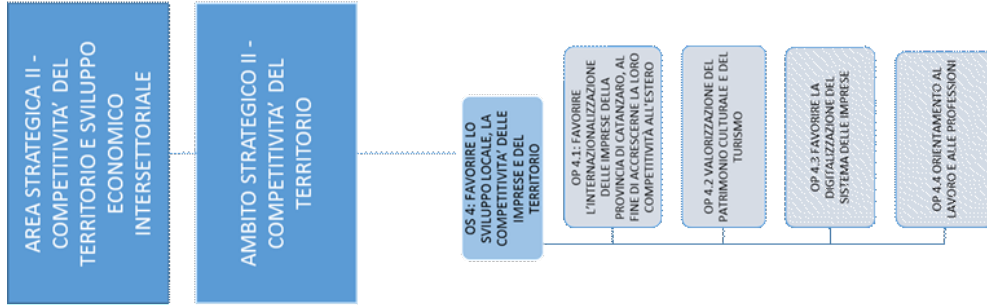 AREA STRATEGICA II -
COMPETITIVITA' DEL
TERRITORIO E SVILUPPO
ECONOMICO
INTERSETTORIALE
AMBITO STRATEGICO II -
COMPETITIVITA' DEL
TERRITORIO
OS 4: FAVORIRE LO
SVILUPPO LOCALE, LA
COMPETITIVITA' DELLE
IMPRESE E DEL
TERRITORIO
OP 4.1: FAVORIRE
L'INTERNAZIONALIZZAZIONE
DELLE IMPRESE DELLA
PROVINCIA DI CATANZARO, AL
FINE DI ACCRESCERNE LA LORO
COMPETITIVITÀ ALL'ESTERO
OP 4.2 VALORIZZAZIONE DEL
PATRIMONIO CULTURALE E DEL
TURISMO
OP 4.3 FAVORIRE LA
DIGITALIZZAZIONE DEL
SISTEMA DELLE IMPRESE
OP 4.4 ORIENTAMENTO AL
LAVORO E ALLE PROFESSIONI